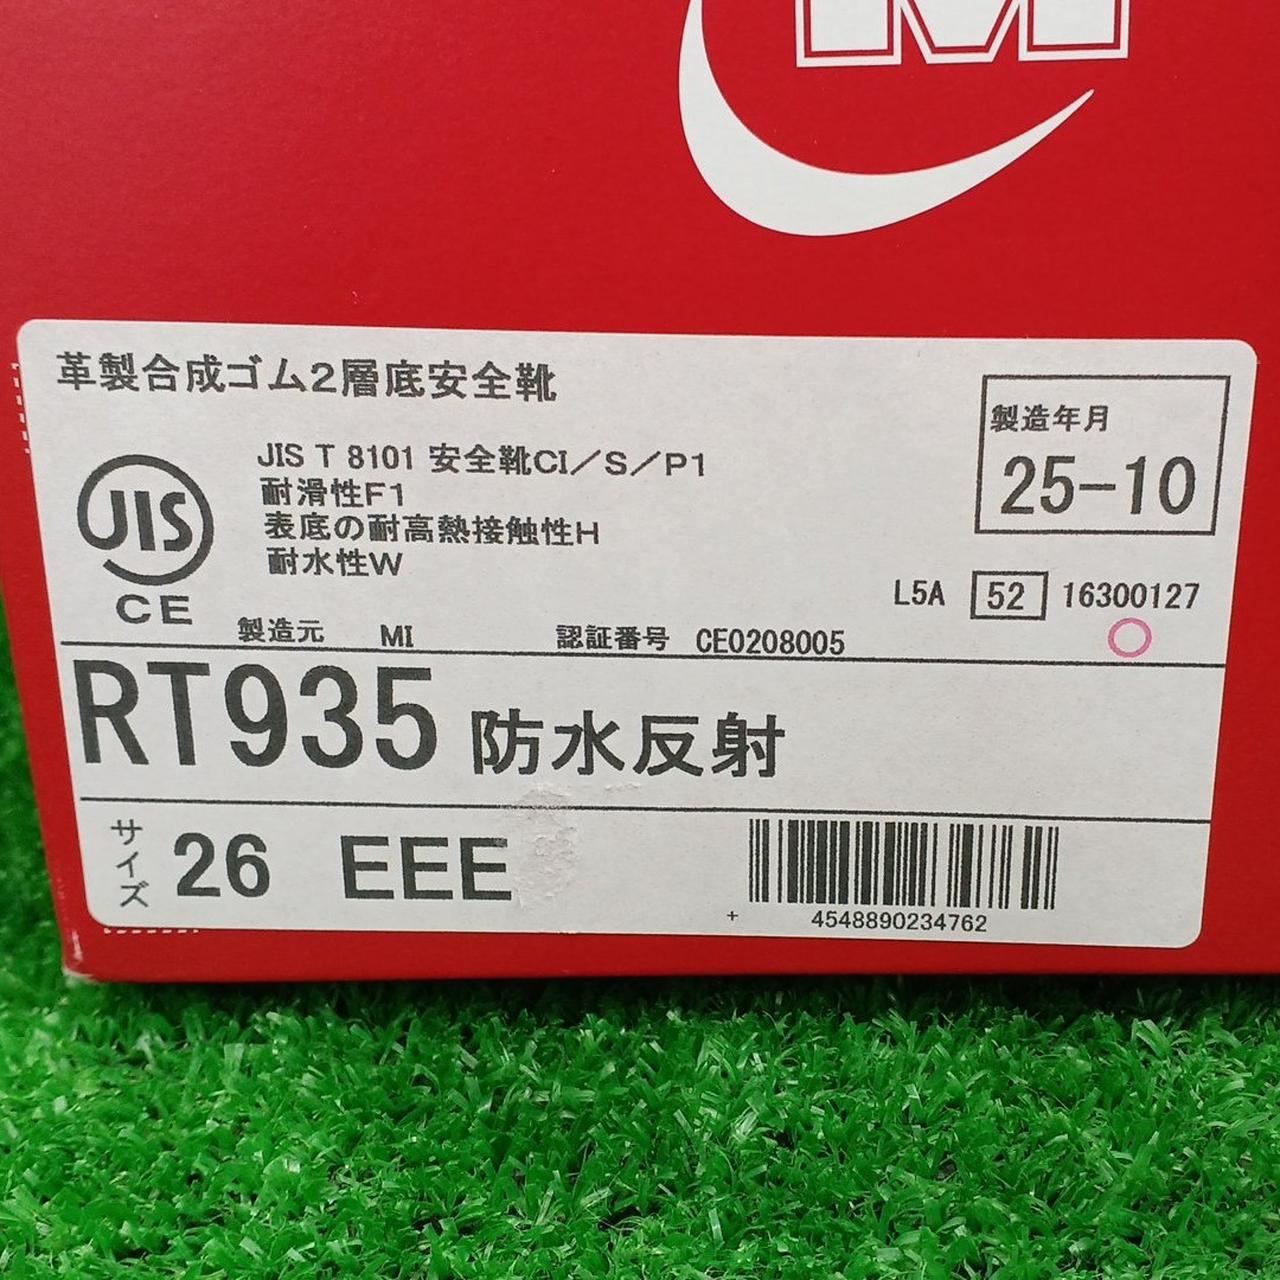 M
革製合成ゴム2層底安全靴
製造年月
25-10
JIS
CE
JIS T 8101 安全靴CI/S/P1
耐滑性F1
表底の耐高熱接触性H
耐水性W
L5A 52 16300127
製造元 MI 認証番号 CE0208005
RT935 防水反射
サイズ 26 EEE
+ 4548890234762